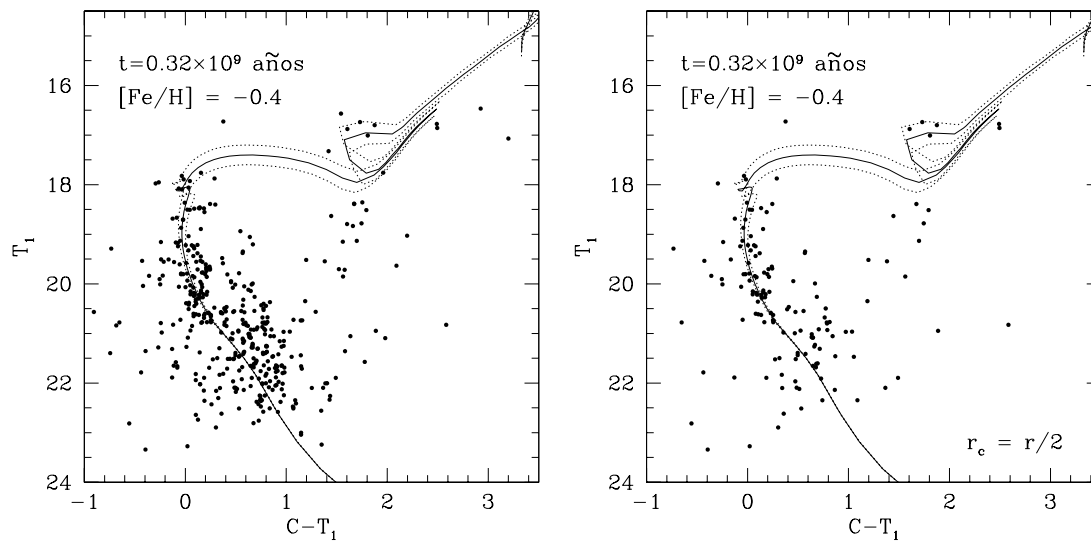 t=0.32×10⁹ años
[Fe/H] = −0.4
16
18
20
22
24
T₁
−1
0
1
2
3
C−T₁
t=0.32×10⁹ años
[Fe/H] = −0.4
r_c = r/2
16
18
20
22
24
T₁
−1
0
1
2
3
C−T₁